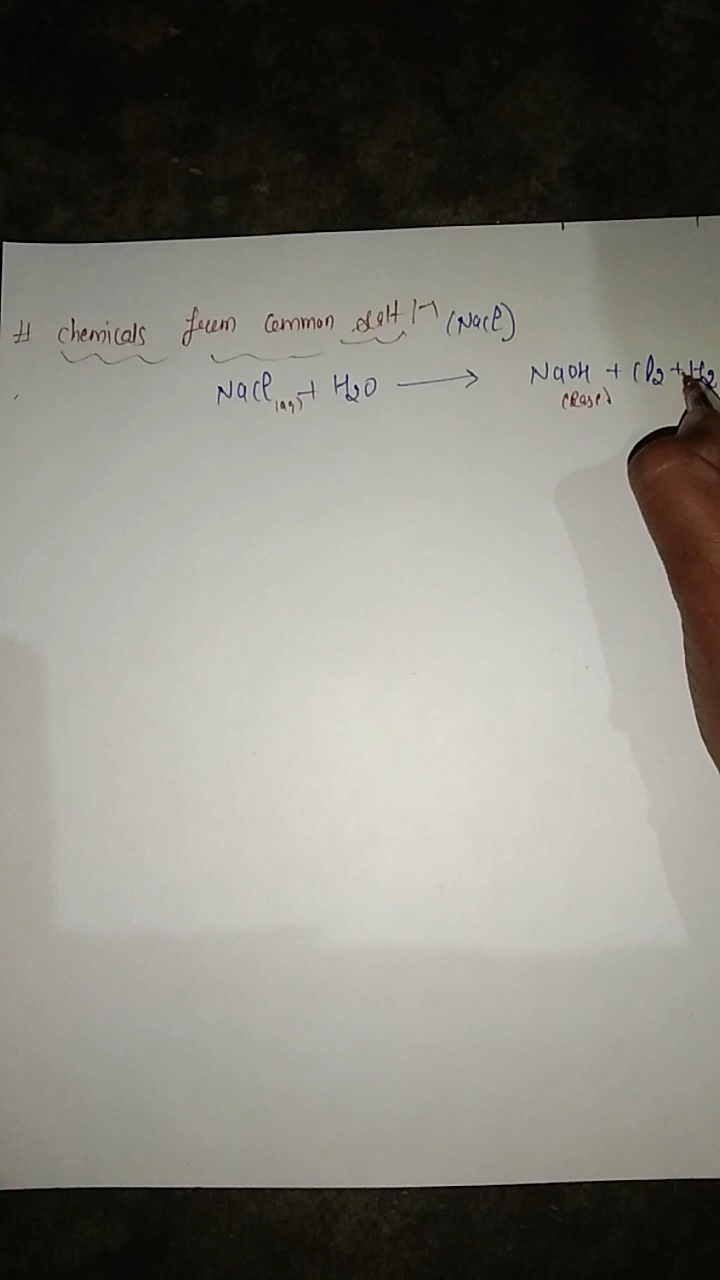 # chemicals from common salt :- (NaCl)
NaCl(aq) + H2O ⟶ NaOH + Cl2 + H2
(Base)